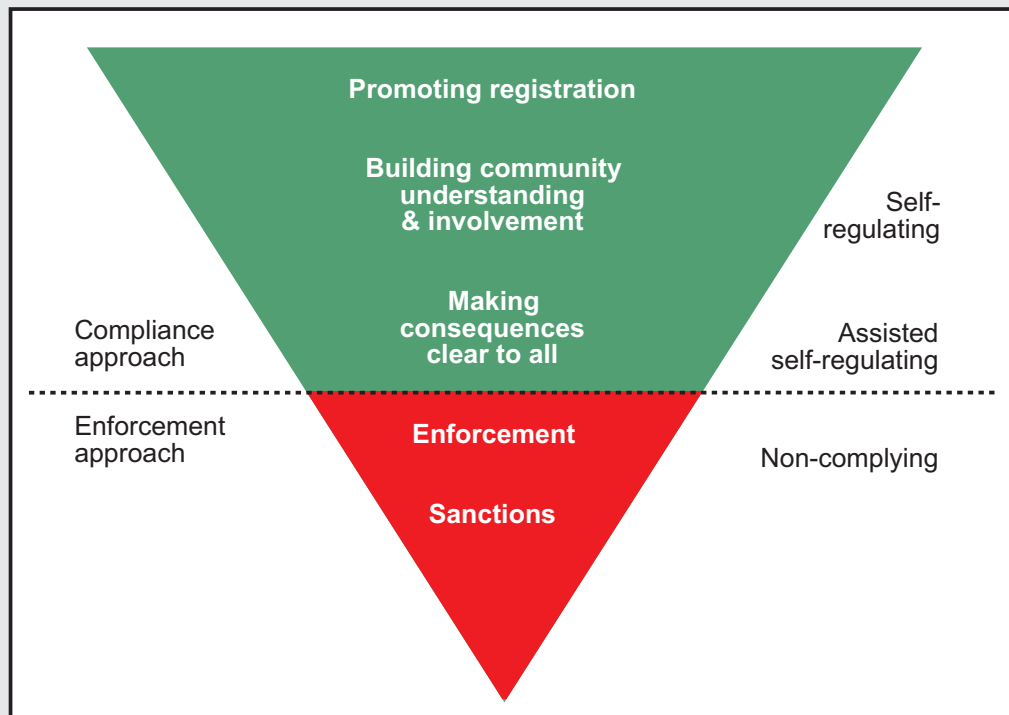 Promoting registration
Building community
understanding
& involvement
Self-
regulating
Making
consequences
clear to all
Compliance
approach
Assisted
self-regulating
Enforcement
approach
Enforcement
Non-complying
Sanctions